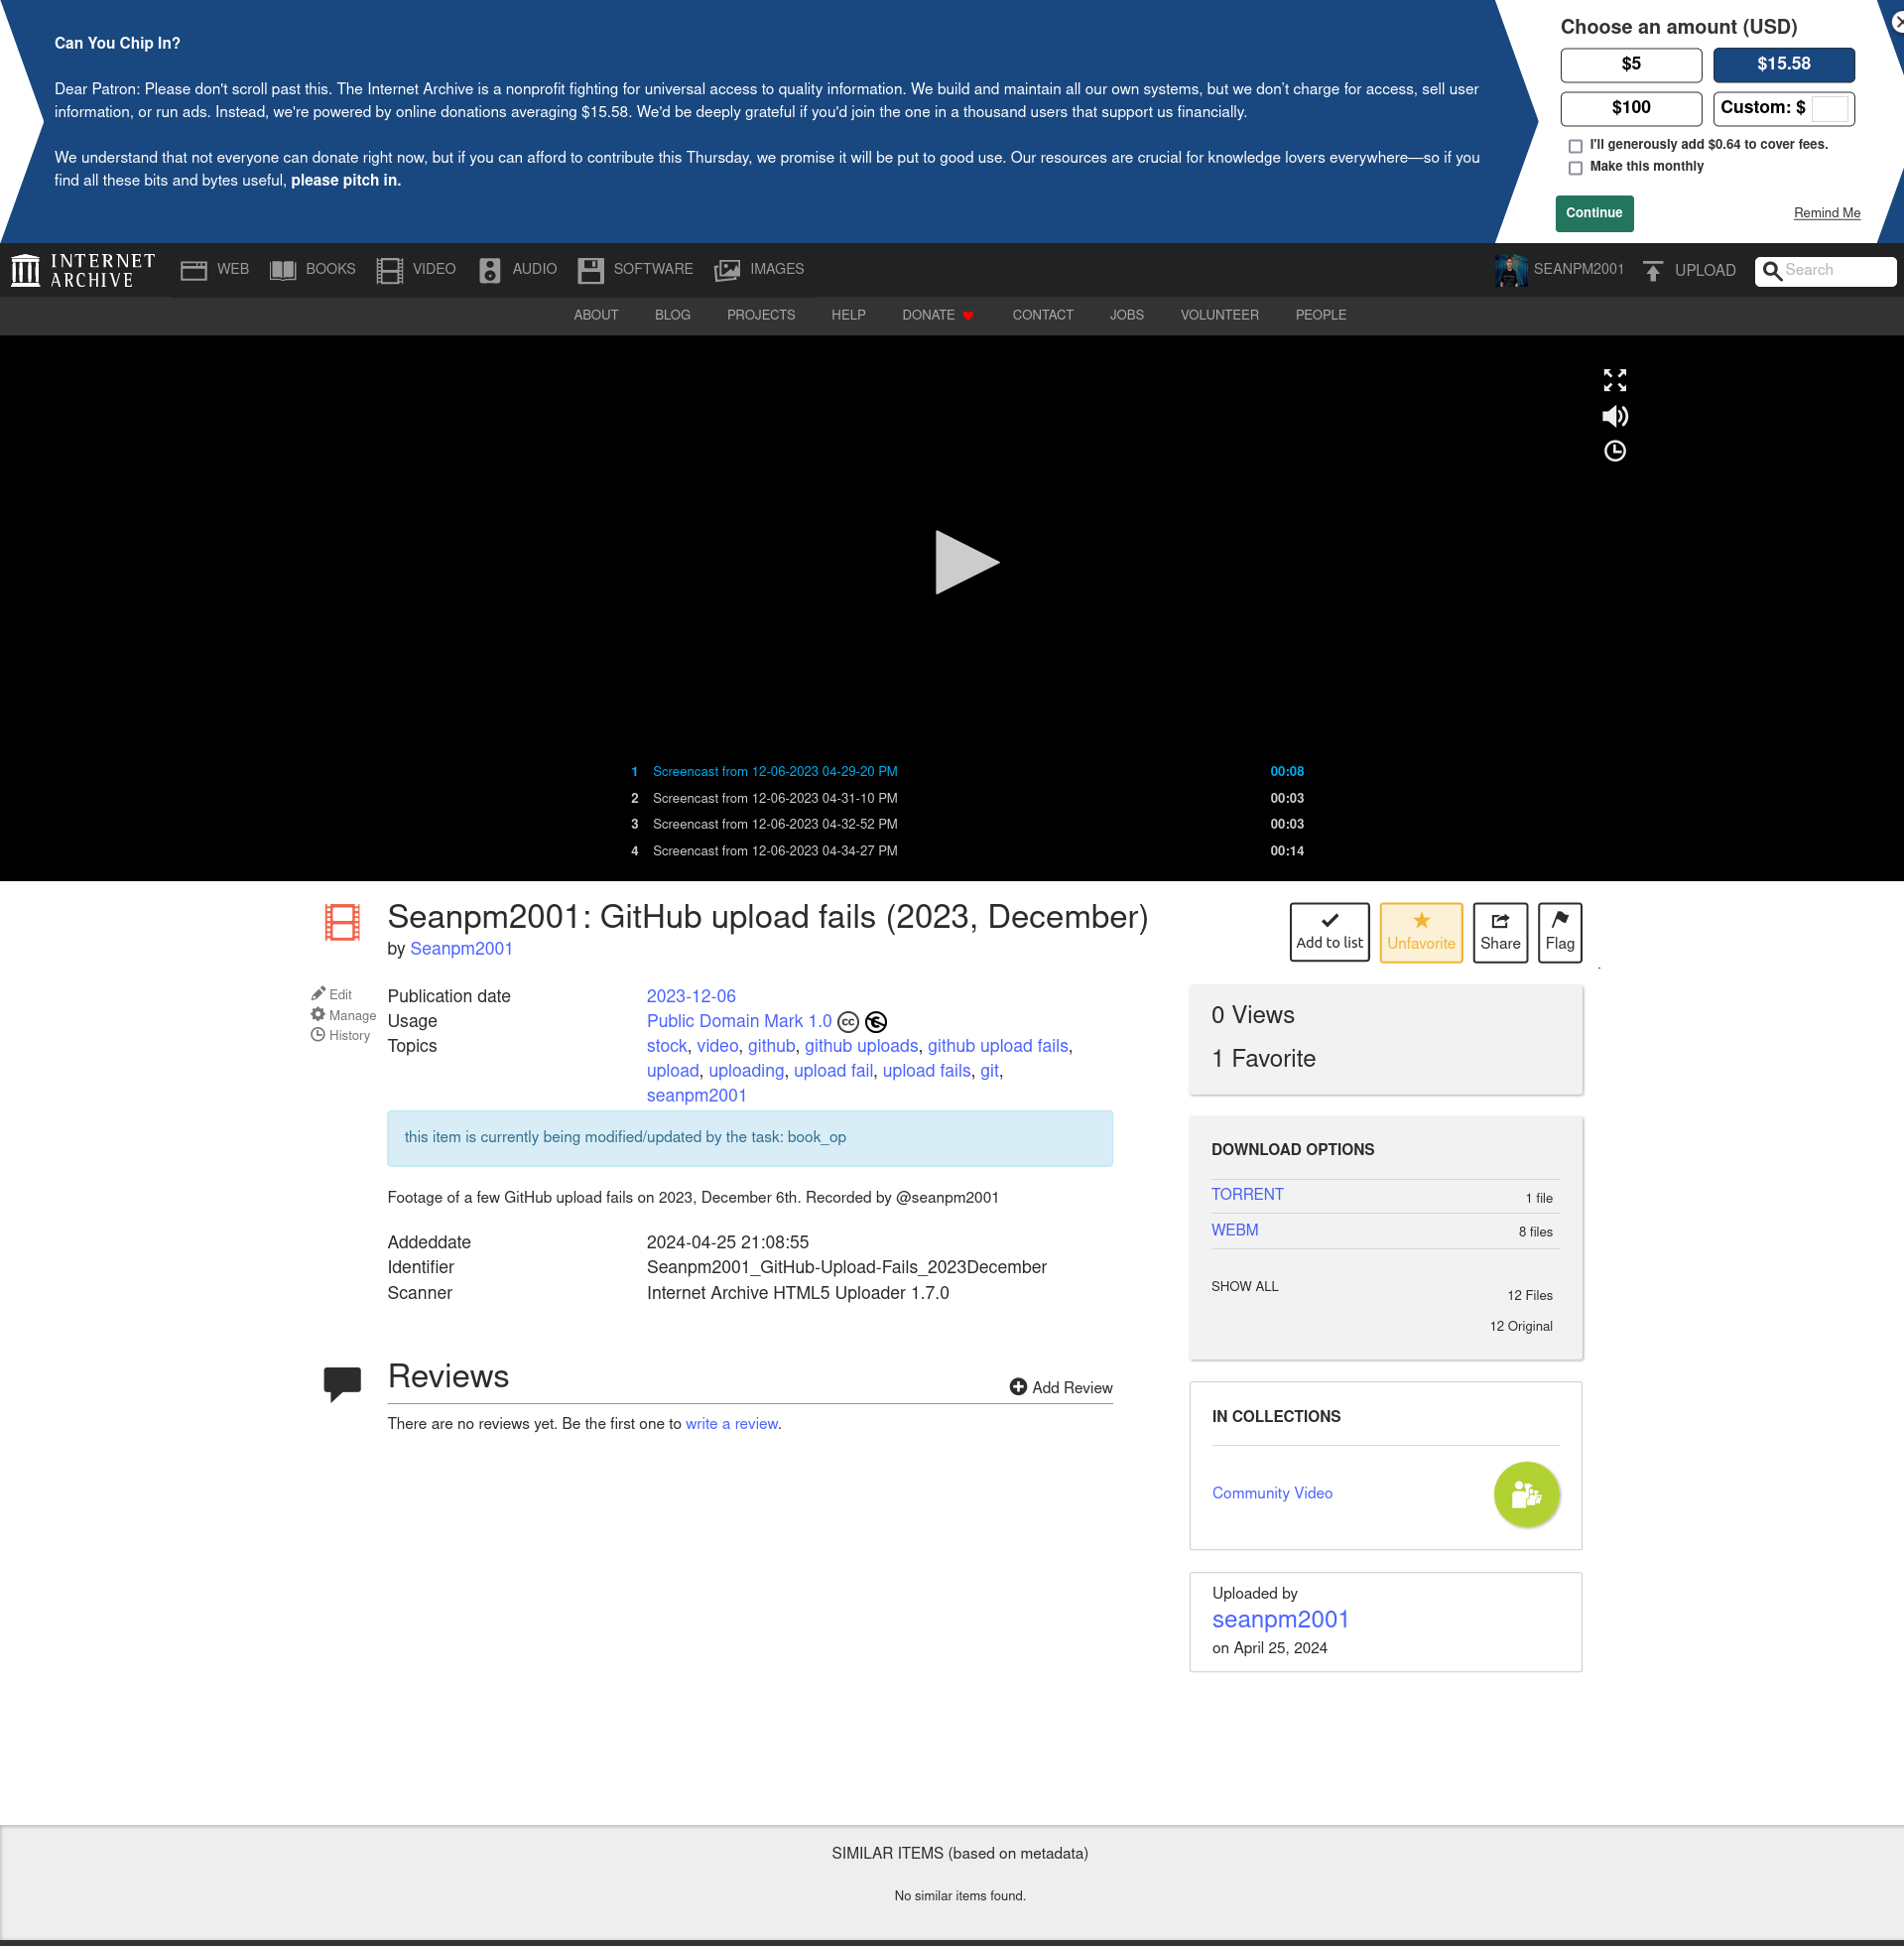 Can You Chip In?
Dear Patron: Please don't scroll past this. The Internet Archive is a nonprofit fighting for universal access to quality information. We build and maintain all our own systems, but we don’t charge for access, sell user
information, or run ads. Instead, we're powered by online donations averaging $15.58. We'd be deeply grateful if you'd join the one in a thousand users that support us financially.
We understand that not everyone can donate right now, but if you can afford to contribute this Thursday, we promise it will be put to good use. Our resources are crucial for knowledge lovers everywhere—so if you
find all these bits and bytes useful, please pitch in.
Choose an amount (USD)
$5 $15.58
$100 Custom: $
I'll generously add $0.64 to cover fees.
Make this monthly
Continue Remind Me
INTERNET
ARCHIVE
WEB BOOKS VIDEO AUDIO SOFTWARE IMAGES SEANPM2001 UPLOAD Search
ABOUT BLOG PROJECTS HELP DONATE CONTACT JOBS VOLUNTEER PEOPLE
1 Screencast from 12-06-2023 04-29-20 PM 00:08
2 Screencast from 12-06-2023 04-31-10 PM 00:03
3 Screencast from 12-06-2023 04-32-52 PM 00:03
4 Screencast from 12-06-2023 04-34-27 PM 00:14
Seanpm2001: GitHub upload fails (2023, December)
by Seanpm2001
Add to list Unfavorite Share Flag
Edit
Manage
History
Publication date 2023-12-06
Usage Public Domain Mark 1.0 cc
Topics stock, video, github, github uploads, github upload fails,
upload, uploading, upload fail, upload fails, git,
seanpm2001
this item is currently being modified/updated by the task: book_op
Footage of a few GitHub upload fails on 2023, December 6th. Recorded by @seanpm2001
Addeddate 2024-04-25 21:08:55
Identifier Seanpm2001_GitHub-Upload-Fails_2023December
Scanner Internet Archive HTML5 Uploader 1.7.0
Reviews
Add Review
There are no reviews yet. Be the first one to write a review.
0 Views
1 Favorite
DOWNLOAD OPTIONS
TORRENT 1 file
WEBM 8 files
SHOW ALL 12 Files
12 Original
IN COLLECTIONS
Community Video
Uploaded by
seanpm2001
on April 25, 2024
SIMILAR ITEMS (based on metadata)
No similar items found.